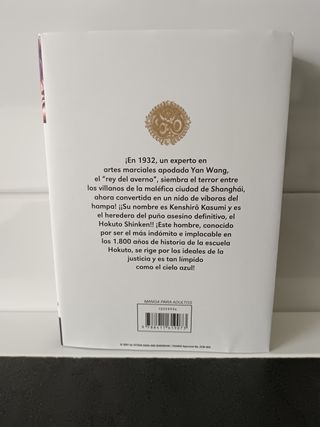 ¡En 1932, un experto en
artes marciales apodado Yan Wang,
el “rey del averno”, siembra el terror entre
los villanos de la maléfica ciudad de Shanghái,
ahora convertida en un nido de víboras del
hampa! ¡¡Su nombre es Kenshirô Kasumi y es
el heredero del puño asesino definitivo, el
Hokuto Shinken!! ¡Este hombre, conocido
por ser el más indómito e implacable en
los 1.800 años de historia de la escuela
Hokuto, se rige por los ideales de la
justicia y es tan límpido
como el cielo azul!
MANGA PARA ADULTOS